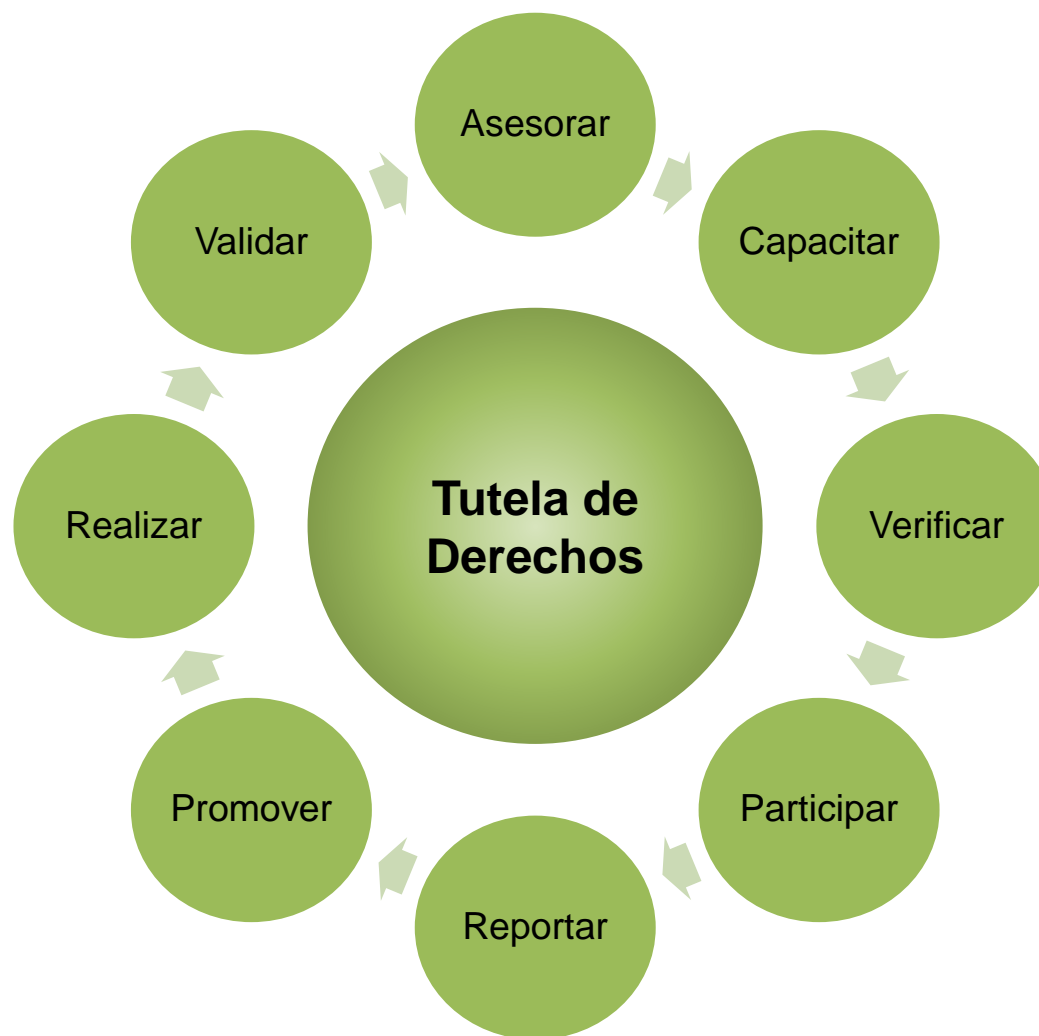 Asesorar
Capacitar
Verificar
Participar
Reportar
Promover
Realizar
Validar
Tutela de
Derechos